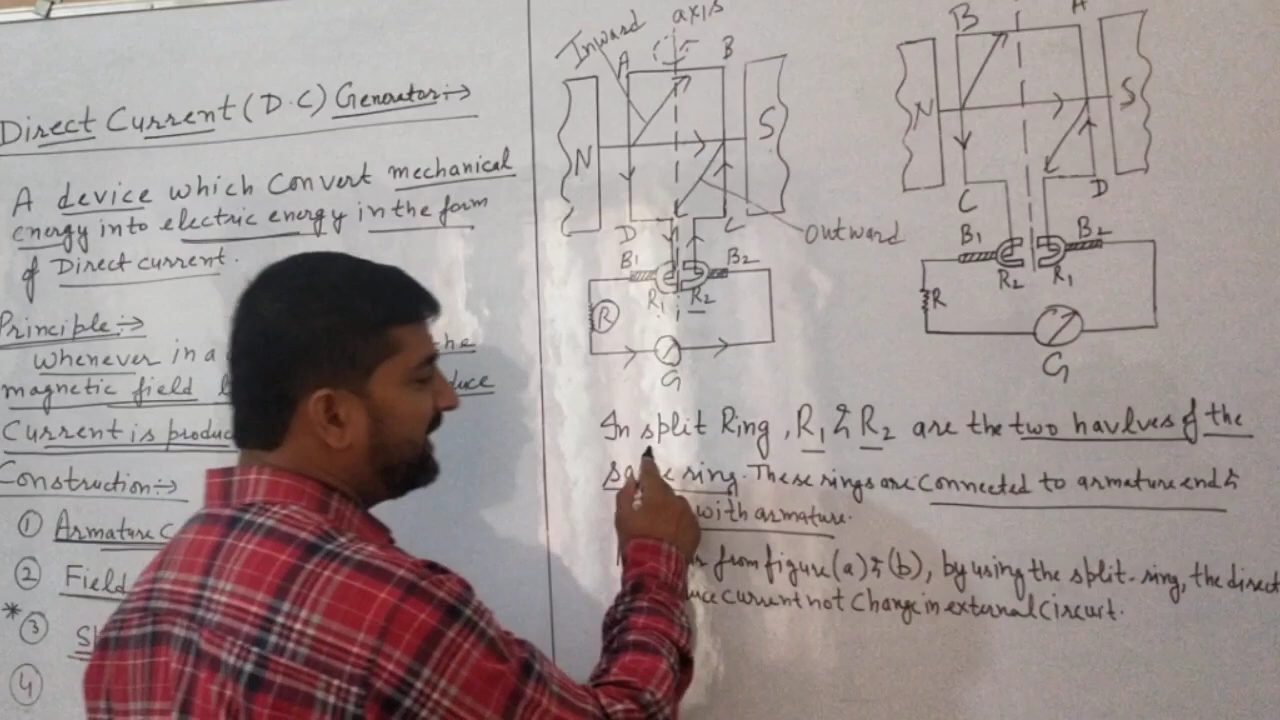 Direct Current (D.C) Generator:→
A device which Convert mechanical
energy into electric energy in the form
of Direct current.
Principle:→
Whenever in a the
magnetic field
Current is
Construction:→
① Armature
② Field
* ③
④
Inward axis
A B
N S
D C
outward
B1 B2
R1 R2
R
G
B A
N S
C D
B1 B2
R2 R1
R
G
In split Ring, R1 & R2 are the two havlves of the
ring. These rings are Connected to armature end &
with armature.
from figure (a) & (b), by using the split-ring, the direct
current not Change in external Circuit.